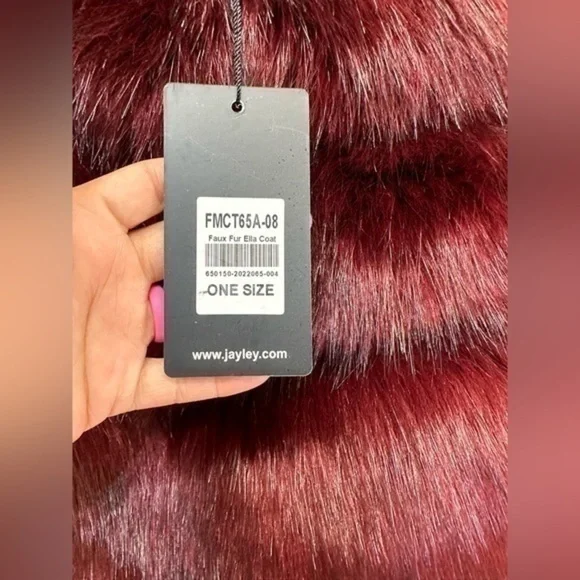 FMCT65A-08
Faux Fur Ella Coat
650150-2022065-004
ONE SIZE
www.jayley.com